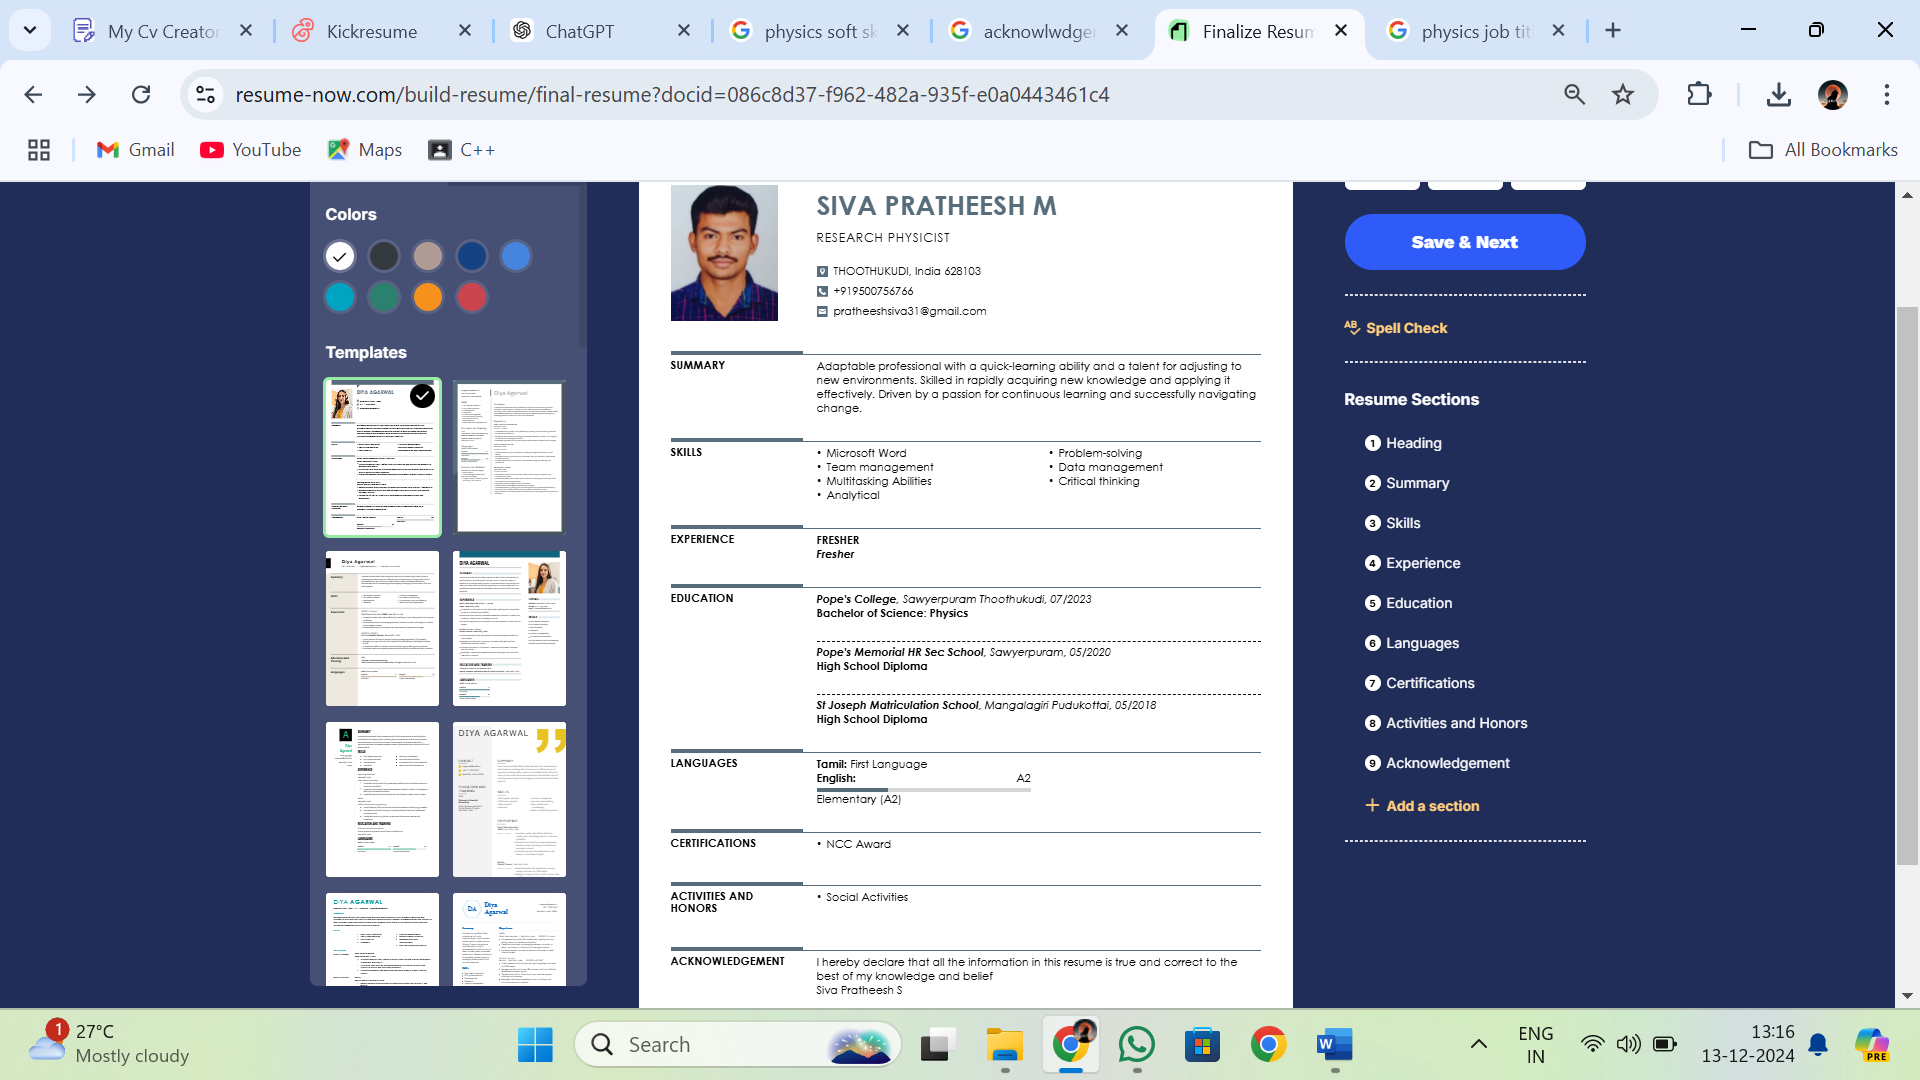 My Cv Creator
Kickresume
ChatGPT
physics soft sk
acknowlwdger
Finalize Resum
physics job tit
resume-now.com/build-resume/final-resume?docid=086c8d37-f962-482a-935f-e0a0443461c4
Gmail
YouTube
Maps
C++
All Bookmarks
Colors
Templates
DIYA AGARWAL
Diya Agarwal
Diya Agarwal
DIYA AGARWAL
DIYA AGARWAL
DIYA AGARWAL
DA
Diya
Agarwal
SIVA PRATHEESH M
RESEARCH PHYSICIST
THOOTHUKUDI, India 628103
+919500756766
pratheeshsiva31@gmail.com
SUMMARY
Adaptable professional with a quick-learning ability and a talent for adjusting to
new environments. Skilled in rapidly acquiring new knowledge and applying it
effectively. Driven by a passion for continuous learning and successfully navigating
change.
SKILLS
• Microsoft Word
• Team management
• Multitasking Abilities
• Analytical
• Problem-solving
• Data management
• Critical thinking
EXPERIENCE
FRESHER
Fresher
EDUCATION
Pope's College, Sawyerpuram Thoothukudi, 07/2023
Bachelor of Science: Physics
Pope's Memorial HR Sec School, Sawyerpuram, 05/2020
High School Diploma
St Joseph Matriculation School, Mangalagiri Pudukottai, 05/2018
High School Diploma
LANGUAGES
Tamil: First Language
English: A2
Elementary (A2)
CERTIFICATIONS
• NCC Award
ACTIVITIES AND
HONORS
• Social Activities
ACKNOWLEDGEMENT
I hereby declare that all the information in this resume is true and correct to the
best of my knowledge and belief
Siva Pratheesh S
Save & Next
Spell Check
Resume Sections
1 Heading
2 Summary
3 Skills
4 Experience
5 Education
6 Languages
7 Certifications
8 Activities and Honors
9 Acknowledgement
+ Add a section
1
27°C
Mostly cloudy
Search
ENG
IN
13:16
13-12-2024
PRE